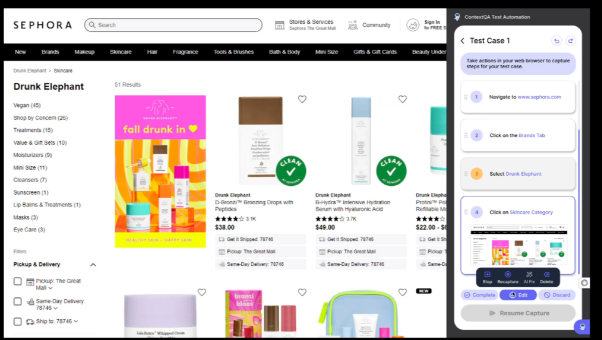 SEPHORA
Search
Stores & Services
Sephora The Great Mall
Community
Sign In
for FREE S
New
Brands
Makeup
Skincare
Hair
Fragrance
Tools & Brushes
Bath & Body
Mini Size
Gifts & Gift Cards
Beauty Under
Drunk Elephant > Skincare
Drunk Elephant
Vegan (45)
Shop by Concern (20)
Treatments (15)
Value & Gift Sets (10)
Moisturizers (9)
Mini Size (11)
Cleansers (7)
Sunscreen (1)
Lip Balms & Treatments (1)
Masks (3)
Eye Care (3)
Filters
Pickup & Delivery
Pickup: The Great
Mall
Same-Day Delivery:
78746
Ship to: 78746
51 Results
fall drunk in
CLEAN
Drunk Elephant
D-Bronzi™ Bronzing Drops with
Peptides
3.1K
$38.00
Get It Shipped: 78746
Pickup: The Great Mall
Same-Day Delivery: 78746
CLEAN
Drunk Elephant
B-Hydra™ Intensive Hydration
Serum with Hyaluronic Acid
2.7K
$49.00
Get It Shipped: 78746
Pickup: The Great Mall
Same-Day Delivery: 78746
Drunk Elepha
Protini™ Po
Refillable Mo
$22.00 - $
Get It S
Pickup:
Same-D
NEW
ContextQA Test Automation
Test Case 1
Take actions in your web browser to capture
steps for your test case.
1
Navigate to www.sephora.com
2
Click on the Brands Tab
3
Select Drunk Elephant
4
Click on Skincare Category
Stop
Recapture
AI Fix
Delete
Complete
Edit
Discard
Resume Capture